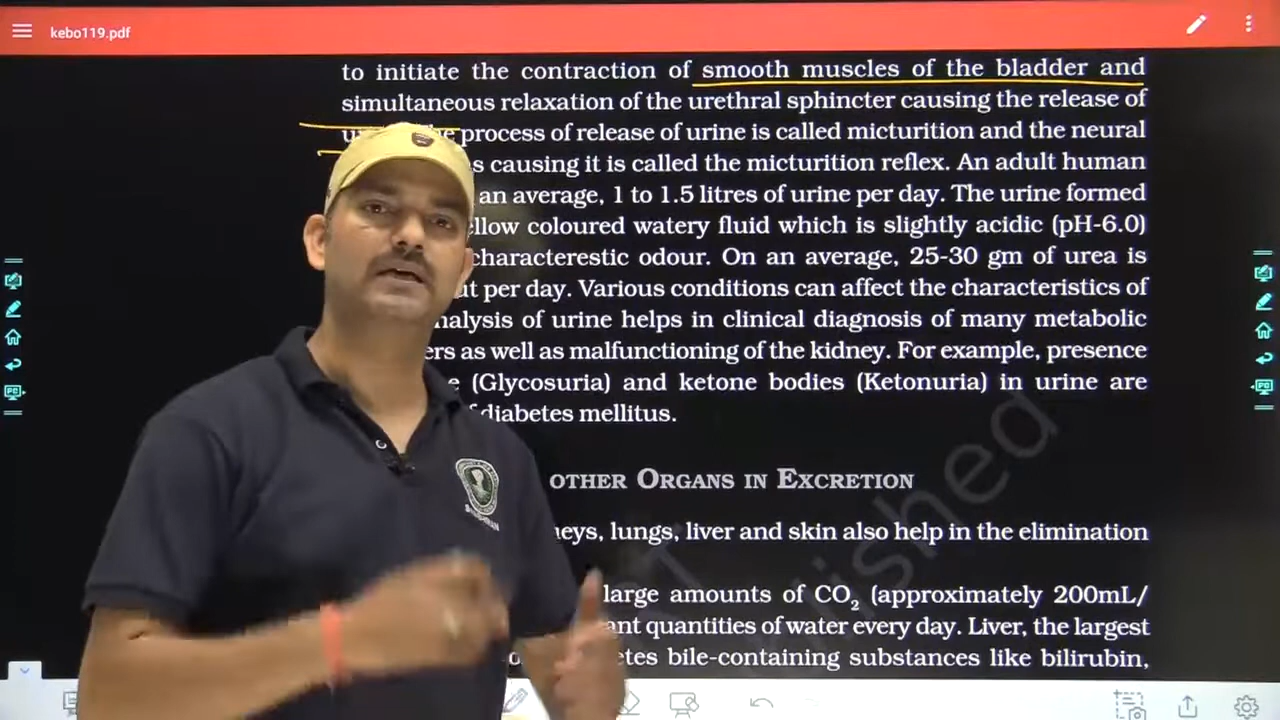 kebo119.pdf
to initiate the contraction of smooth muscles of the bladder and
simultaneous relaxation of the urethral sphincter causing the release of
process of release of urine is called micturition and the neural
causing it is called the micturition reflex. An adult human
an average, 1 to 1.5 litres of urine per day. The urine formed
coloured watery fluid which is slightly acidic (pH-6.0)
characterestic odour. On an average, 25-30 gm of urea is
per day. Various conditions can affect the characteristics of
of urine helps in clinical diagnosis of many metabolic
as well as malfunctioning of the kidney. For example, presence
(Glycosuria) and ketone bodies (Ketonuria) in urine are
diabetes mellitus.
OTHER ORGANS IN EXCRETION
lungs, liver and skin also help in the elimination
large amounts of CO₂ (approximately 200mL/
quantities of water every day. Liver, the largest
bile-containing substances like bilirubin,
PC
PC